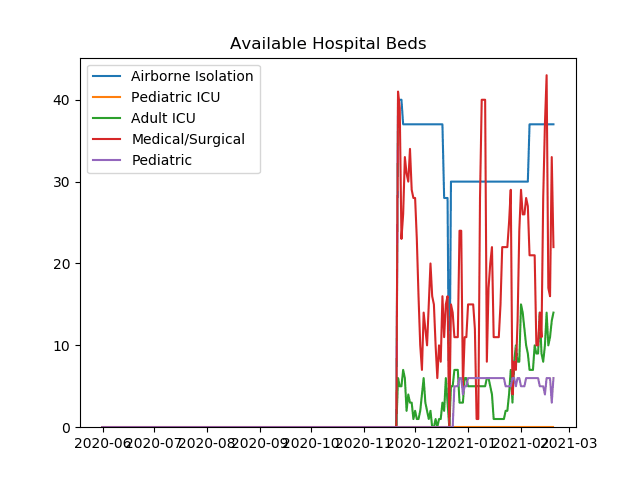 Available Hospital Beds
Airborne Isolation
Pediatric ICU
Adult ICU
Medical/Surgical
Pediatric
40
30
20
10
0
2020-06 2020-07 2020-08 2020-09 2020-10 2020-11 2020-12 2021-01 2021-02 2021-03